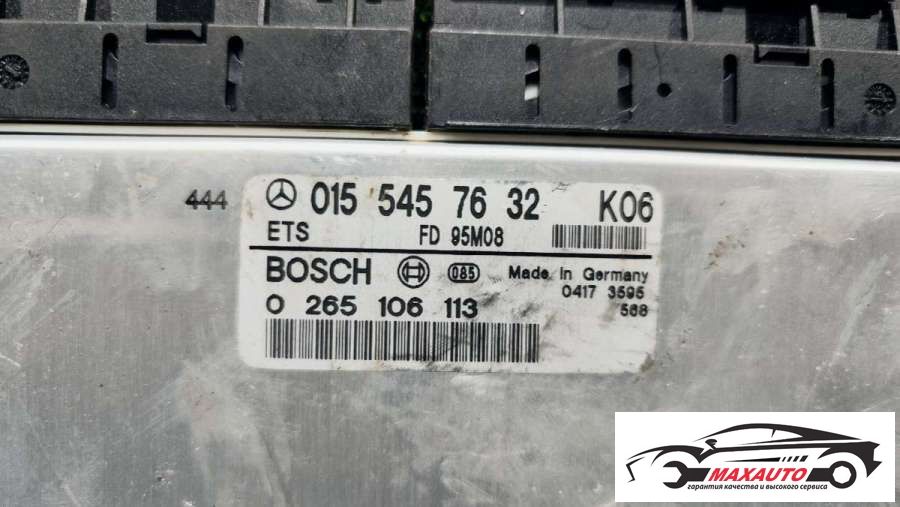 444
015 545 76 32 K06
ETS FD 95M08
BOSCH 085 Made in Germany
0 265 106 113 0417 3595
568
MAXAUTO
гарантия качества и высокого сервиса